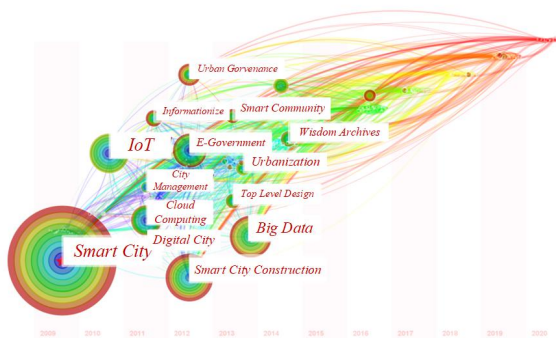 Urban Gorvenance
Informationize
Smart Community
IoT
E-Government
Wisdom Archives
Urbanization
City
Management
Top Level Design
Cloud
Computing
Big Data
Digital City
Smart City
Smart City Construction
2009 2010 2011 2012 2013 2014 2015 2016 2017 2018 2019 2020